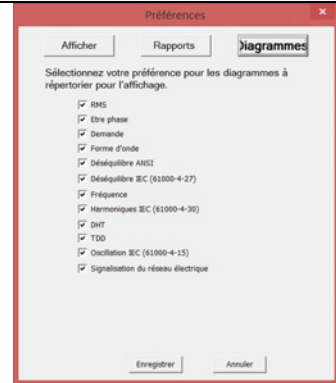 Préférences
×
Afficher Rapports Diagrammes
Sélectionnez votre préférence pour les diagrammes à
répertorier pour l'affichage.
RMS
Etre phase
Demande
Forme d'onde
Déséquilibre ANSI
Déséquilibre IEC (61000-4-27)
Fréquence
Harmoniques IEC (61000-4-30)
DHT
TDD
Oscillation IEC (61000-4-15)
Signalisation du réseau électrique
Enregistrer Annuler